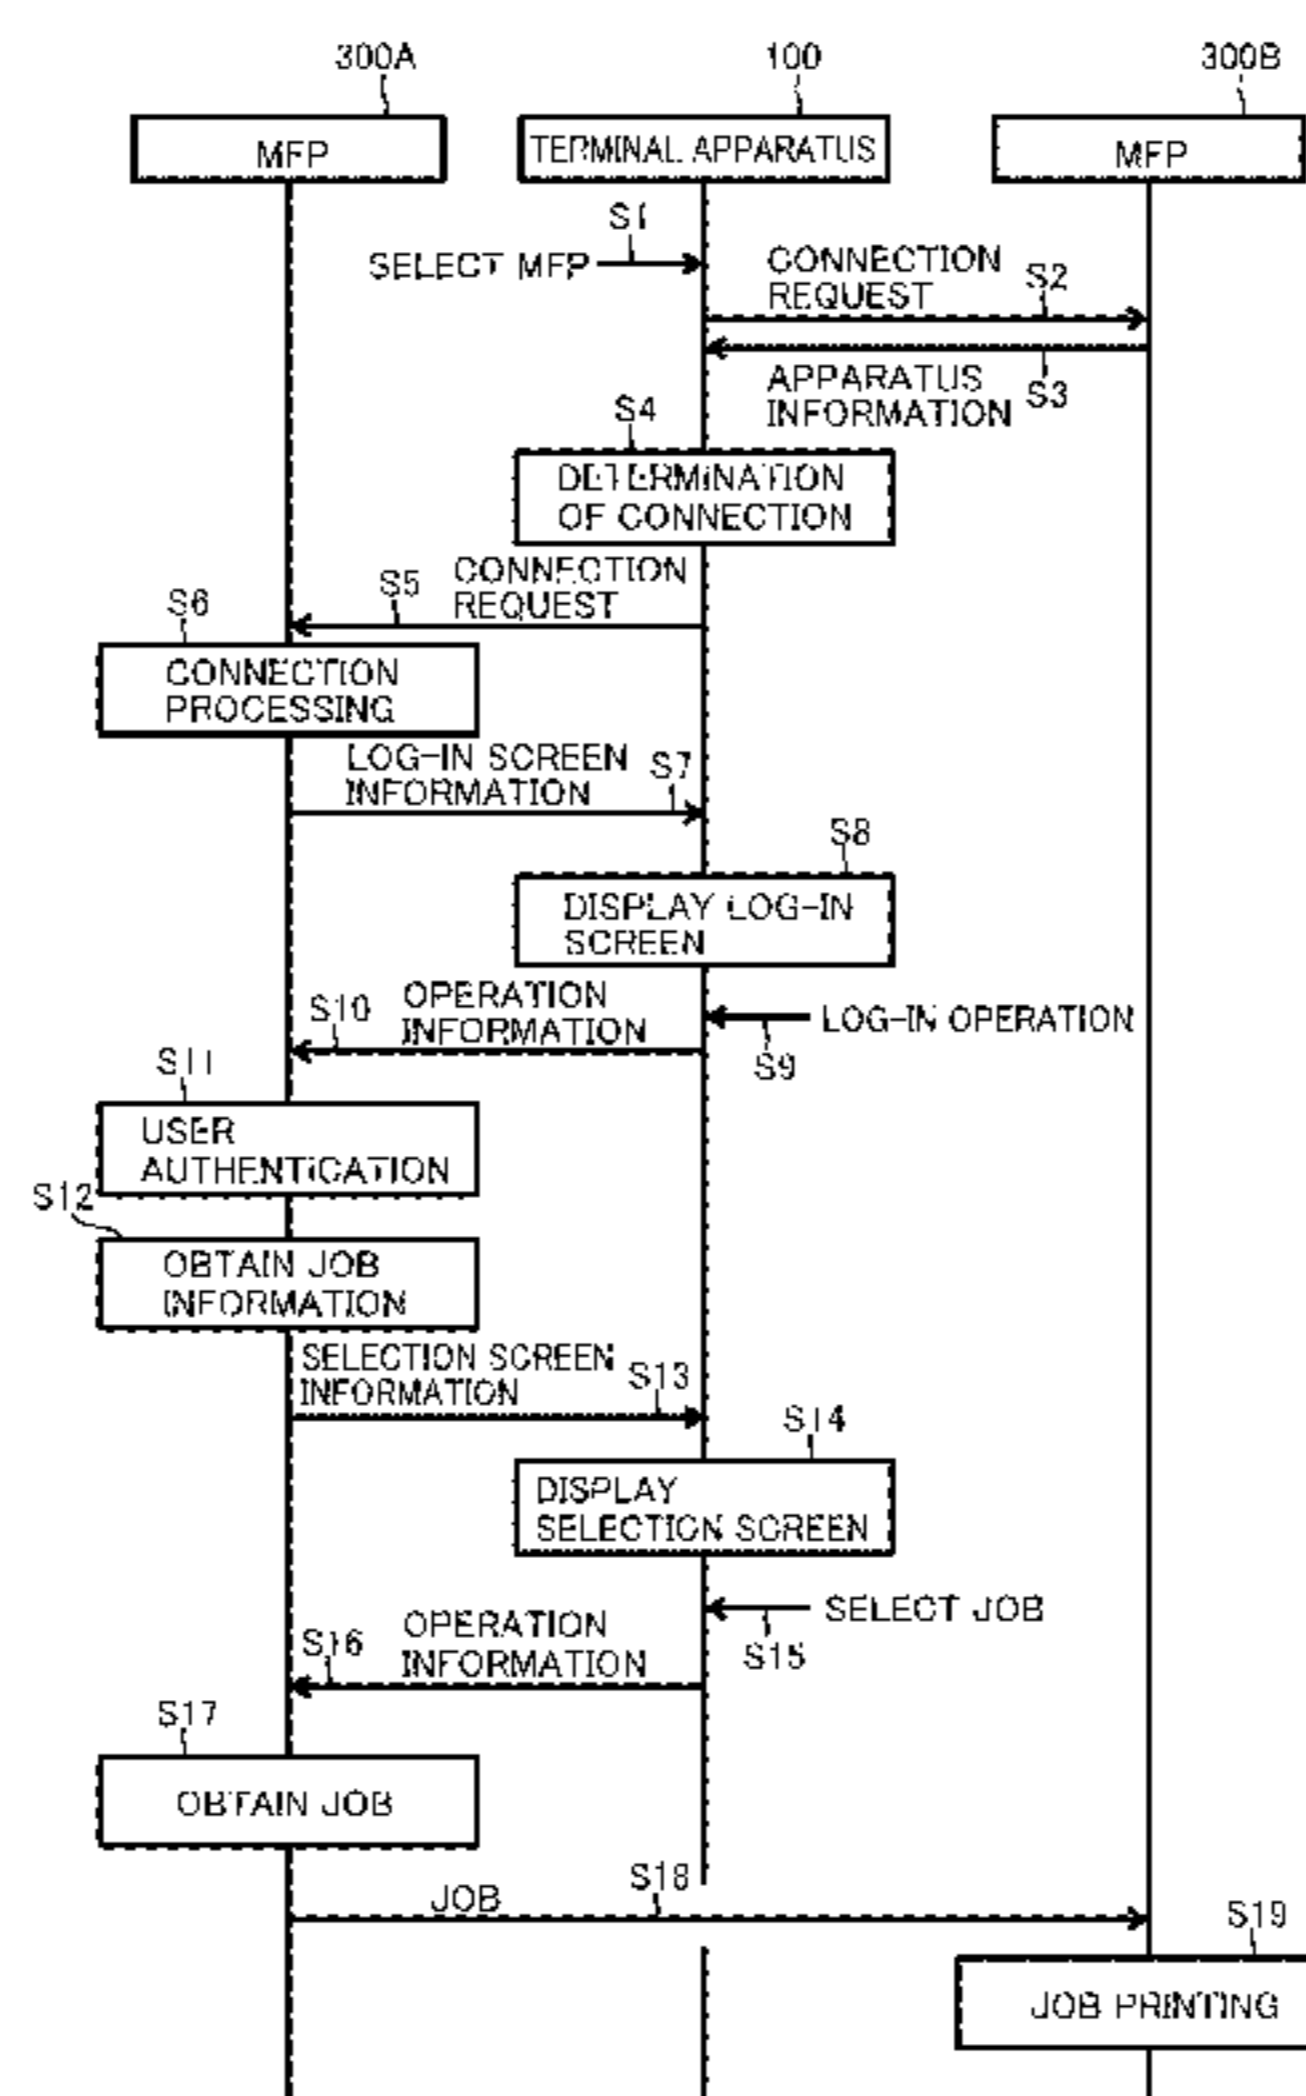 300A
100
300B
MFP
TERMINAL APPARATUS
MFP
S1
SELECT MFP
CONNECTION
REQUEST
S2
APPARATUS
INFORMATION
S3
S4
DETERMINATION
OF CONNECTION
CONNECTION
REQUEST
S5
S6
CONNECTION
PROCESSING
LOG-IN SCREEN
INFORMATION
S7
S8
DISPLAY LOG-IN
SCREEN
LOG-IN OPERATION
S9
OPERATION
INFORMATION
S10
S11
USER
AUTHENTICATION
S12
OBTAIN JOB
INFORMATION
SELECTION SCREEN
INFORMATION
S13
S14
DISPLAY
SELECTION SCREEN
SELECT JOB
S15
OPERATION
INFORMATION
S16
S17
OBTAIN JOB
JOB
S18
S19
JOB PRINTING